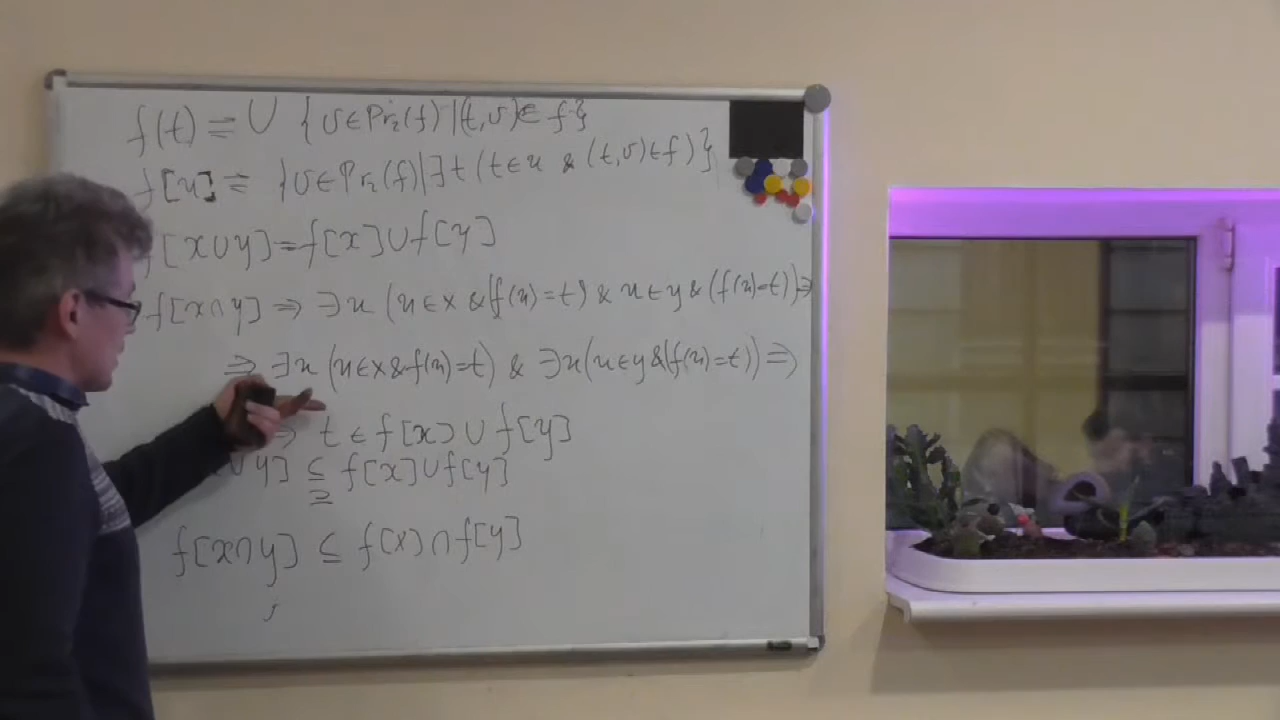 f(t) ⇌ ∪ {υ∈Pr₂(f) | (t,υ)∈ f}
f[u] ⇌ {υ∈Pr₂(f) | ∃t (t∈u & (t,υ)∈f)}
f[x∪y]=f[x]∪f[y]
f[x∩y] ⇒ ∃u (u∈x & (f(u)=t) & u∈y & (f(u)=t)) ⇒
⇒ ∃u (u∈x & f(u)=t) & ∃u (u∈y & (f(u)=t)) ⇒
⇒ t ∈ f[x] ∪ f[y]
∪y] ⊆ f[x]∪f[y]
⊇
f[x∩y] ⊆ f[x]∩f[y]